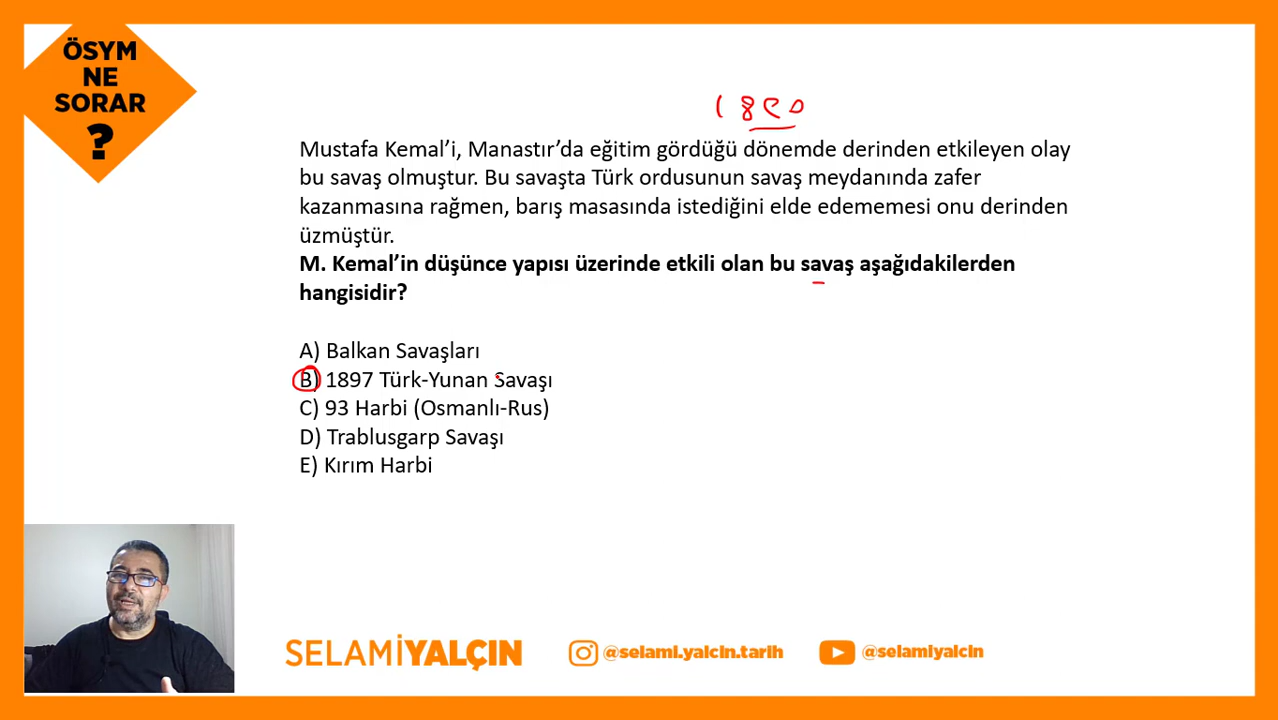 ÖSYM
NE
SORAR
?
Mustafa Kemal’i, Manastır’da eğitim gördüğü dönemde derinden etkileyen olay
bu savaş olmuştur. Bu savaşta Türk ordusunun savaş meydanında zafer
kazanmasına rağmen, barış masasında istediğini elde edememesi onu derinden
üzmüştür.
M. Kemal’in düşünce yapısı üzerinde etkili olan bu savaş aşağıdakilerden
hangisidir?
A) Balkan Savaşları
B) 1897 Türk-Yunan Savaşı
C) 93 Harbi (Osmanlı-Rus)
D) Trablusgarp Savaşı
E) Kırım Harbi
SELAMİYALÇIN
@selami.yalcin.tarih
@selamiyalcin